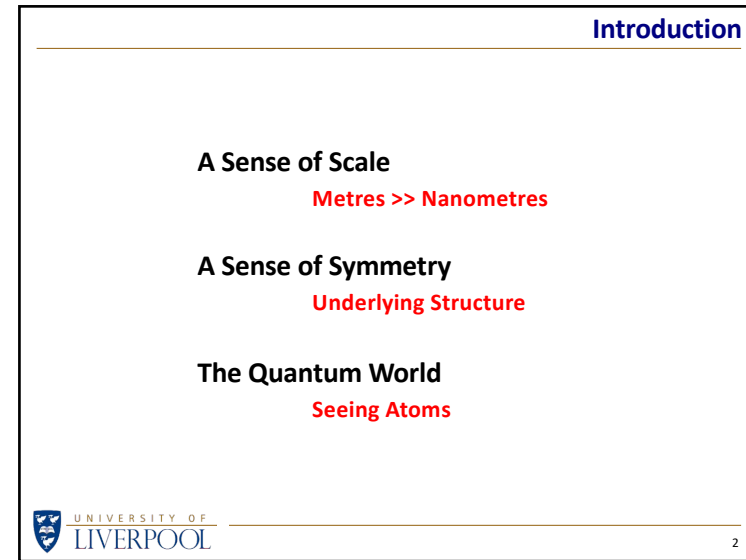 Introduction
A Sense of Scale
Metres >> Nanometres
A Sense of Symmetry
Underlying Structure
The Quantum World
Seeing Atoms
UNIVERSITY OF
LIVERPOOL
2